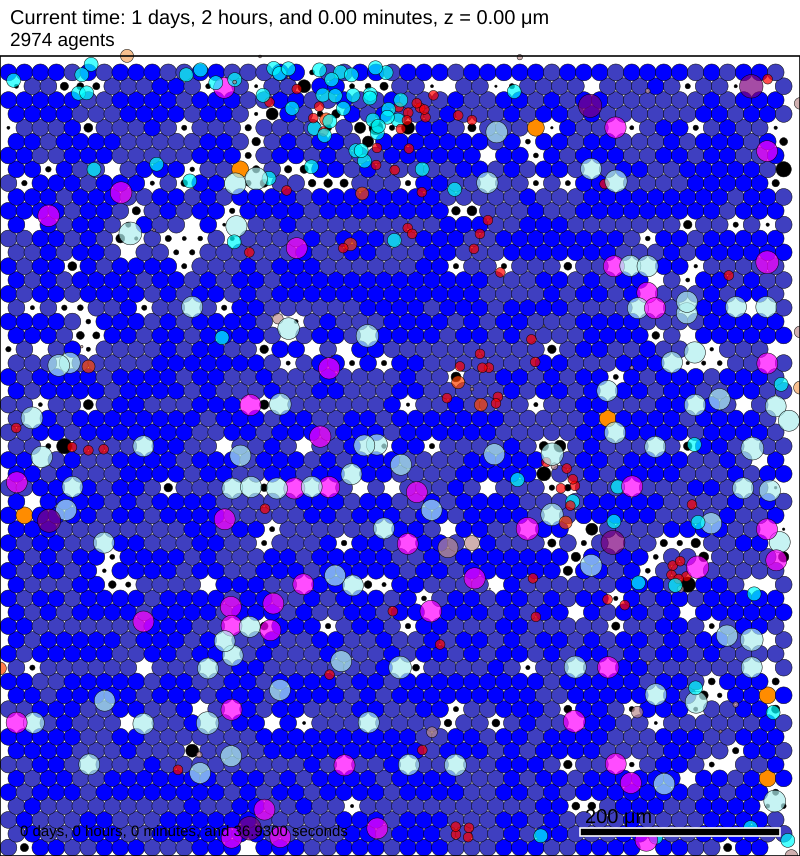 Current time: 1 days, 2 hours, and 0.00 minutes, z = 0.00 μm
2974 agents
200 μm
0 days, 0 hours, 0 minutes, and 35.9300 seconds